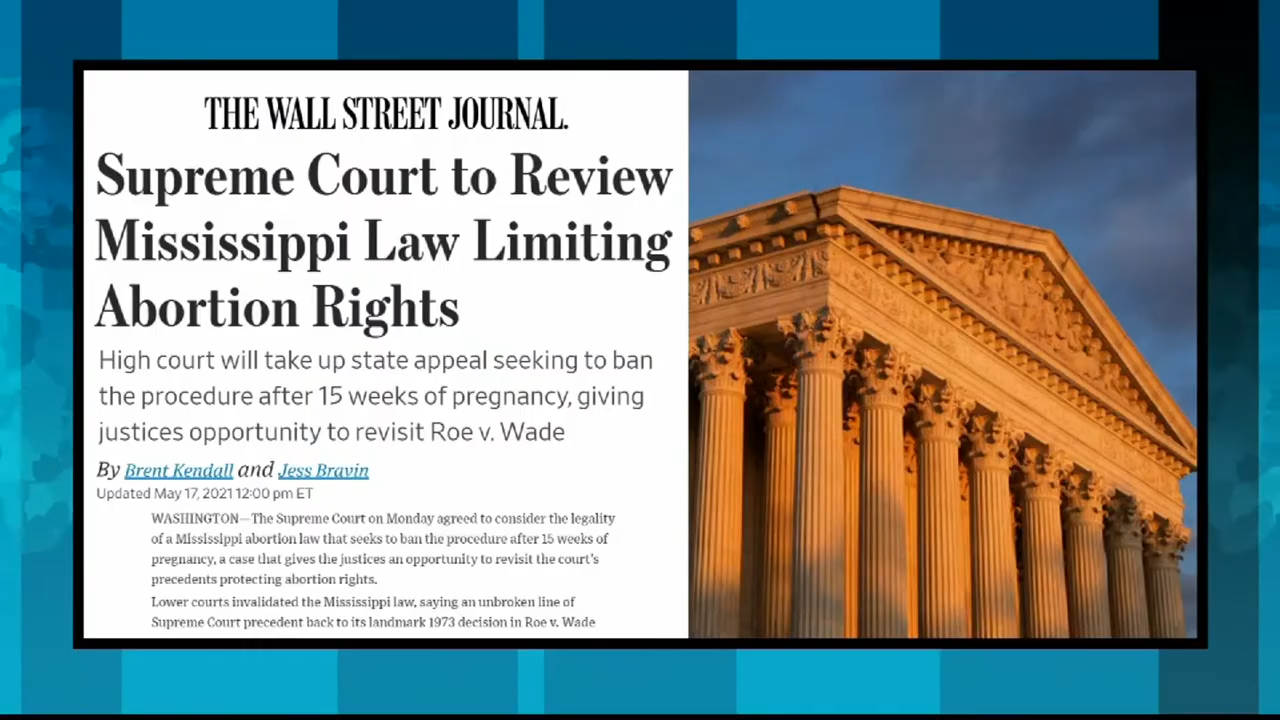 THE WALL STREET JOURNAL.
Supreme Court to Review
Mississippi Law Limiting
Abortion Rights
High court will take up state appeal seeking to ban
the procedure after 15 weeks of pregnancy, giving
justices opportunity to revisit Roe v. Wade
By Brent Kendall and Jess Bravin
Updated May 17, 2021 12:00 pm ET
WASHINGTON—The Supreme Court on Monday agreed to consider the legality
of a Mississippi abortion law that seeks to ban the procedure after 15 weeks of
pregnancy, a case that gives the justices an opportunity to revisit the court's
precedents protecting abortion rights.
Lower courts invalidated the Mississippi law, saying an unbroken line of
Supreme Court precedent back to its landmark 1973 decision in Roe v. Wade